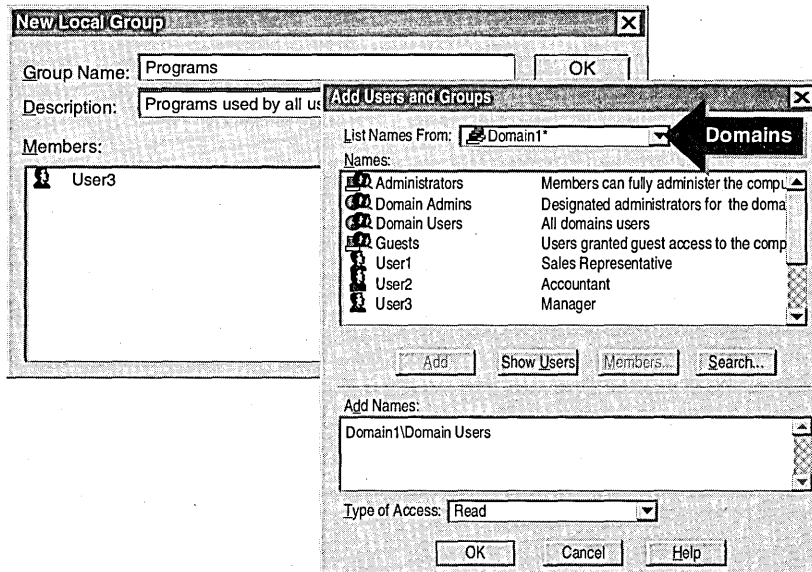 New Local Group
Group Name: Programs
OK
Description: Programs used by all us
Members:
User3
Add Users and Groups
List Names From: Domain1*
Domains
Names:
Administrators Members can fully administer the compu
Domain Admins Designated administrators for the doma
Domain Users All domains users
Guests Users granted guest access to the comp
User1 Sales Representative
User2 Accountant
User3 Manager
Add Show Users Members... Search...
Add Names:
Domain1\Domain Users
Type of Access: Read
OK Cancel Help